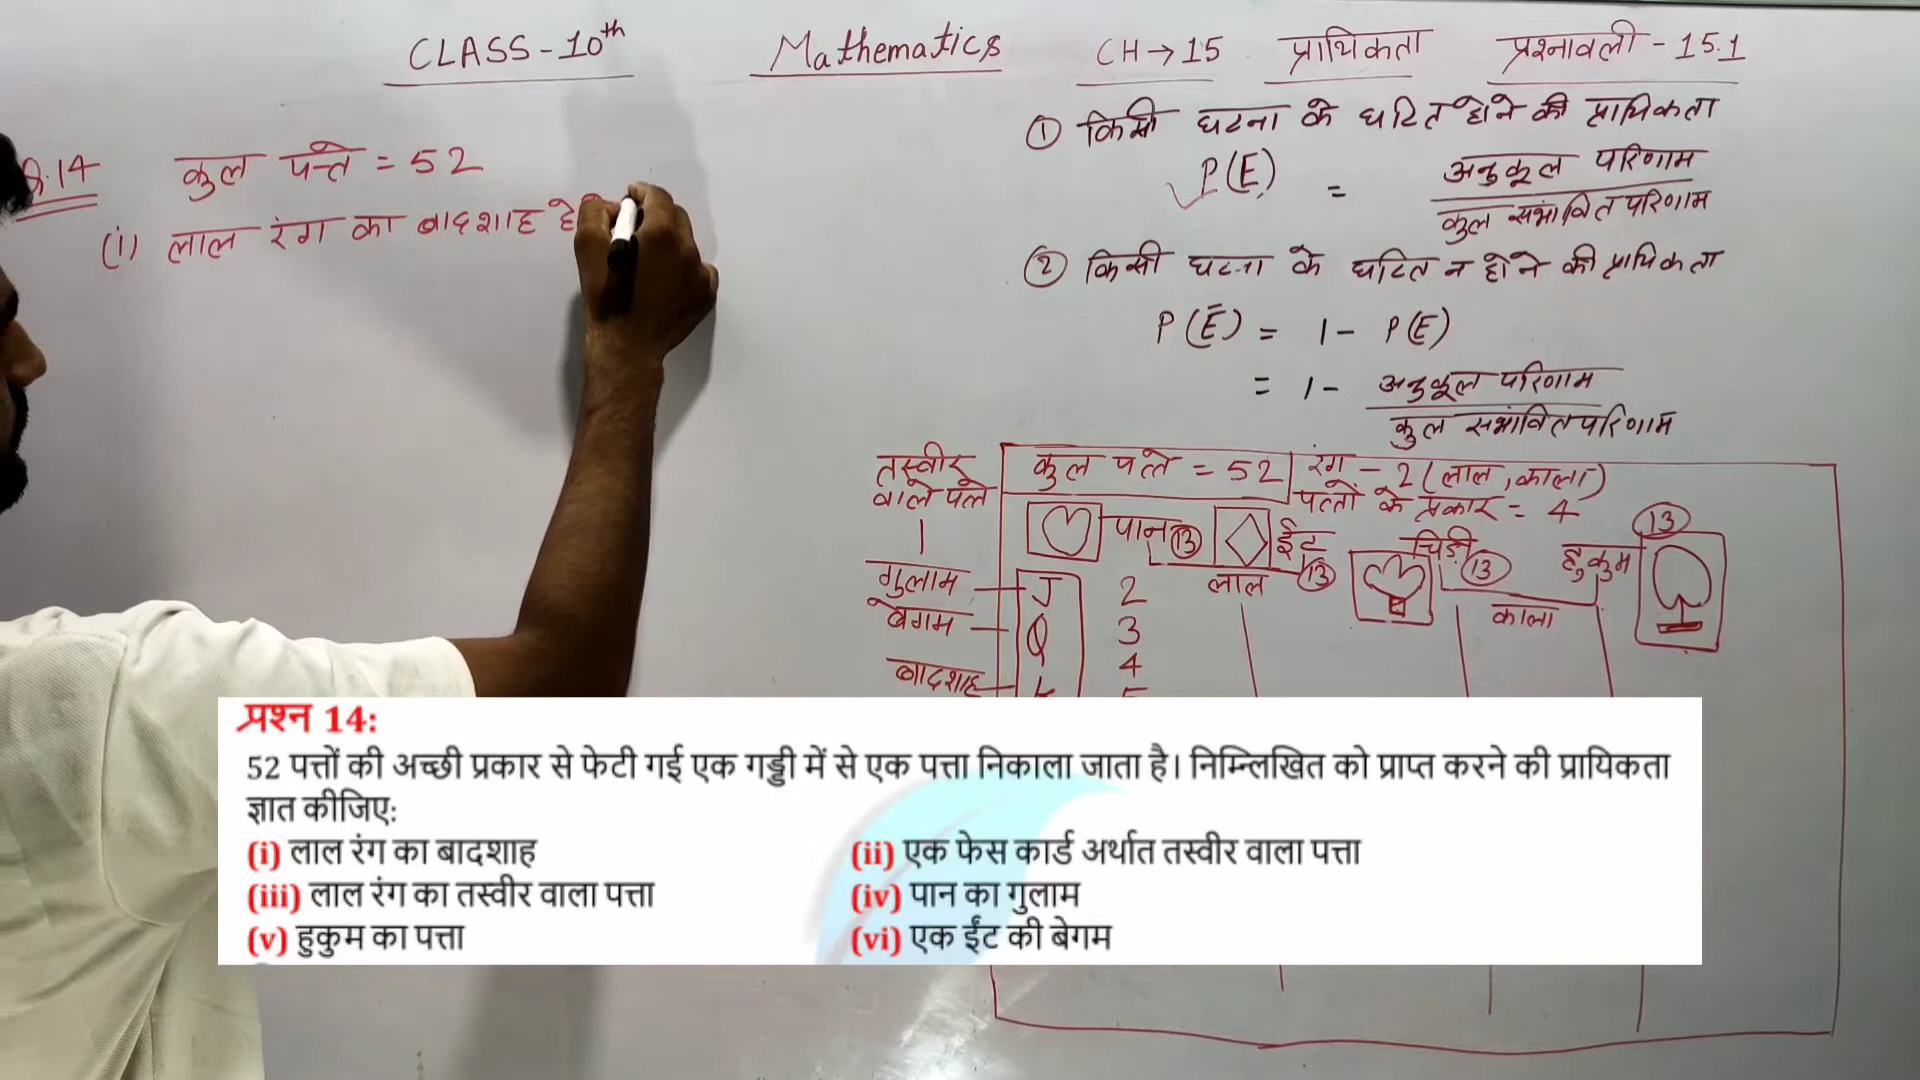 CLASS-10th Mathematics CH→15 प्रायिकता प्रश्नावली-15.1
① किसी घटना के घटित होने की प्रायिकता
P(E) = अनुकूल परिणाम
कुल संभावित परिणाम
② किसी घटना के घटित न होने की प्रायिकता
P(Ē) = 1 - P(E)
= 1 - अनुकूल परिणाम
कुल संभावित परिणाम
Q.14 कुल पत्ते = 52
(i) लाल रंग का बादशाह
तस्वीर
वाले पत्ते
गुलाम
बेगम
बादशाह
कुल पत्ते = 52
रंग - 2 (लाल, काला)
पत्तों के प्रकार = 4
पान 13 ईंट 13 चिड़ी 13 हुकुम 13
लाल काला
J 2
Q 3
4
प्रश्न 14:
52 पत्तों की अच्छी प्रकार से फेटी गई एक गड्डी में से एक पत्ता निकाला जाता है। निम्न्लिखित को प्राप्त करने की प्रायिकता
ज्ञात कीजिए:
(i) लाल रंग का बादशाह (ii) एक फेस कार्ड अर्थात तस्वीर वाला पत्ता
(iii) लाल रंग का तस्वीर वाला पत्ता (iv) पान का गुलाम
(v) हुकुम का पत्ता (vi) एक ईंट की बेगम